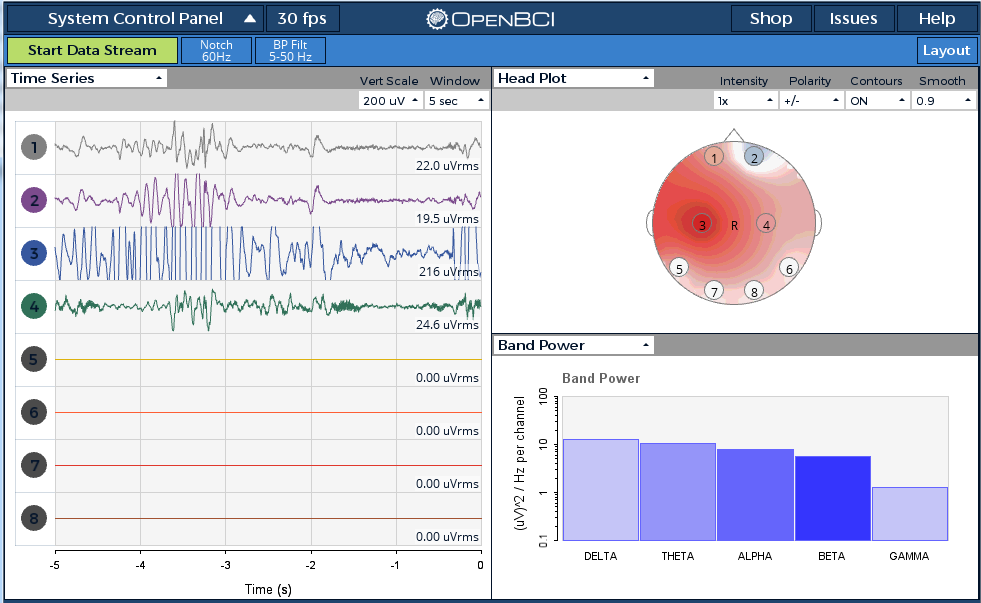 System Control Panel 30 fps OpenBCI Shop Issues Help
Start Data Stream Notch 60Hz BP Filt 5-50 Hz Layout
Time Series
Vert Scale Window
200 uV 5 sec
1 22.0 uVrms
2 19.5 uVrms
3 216 uVrms
4 24.6 uVrms
5 0.00 uVrms
6 0.00 uVrms
7 0.00 uVrms
8 0.00 uVrms
-5 -4 -3 -2 -1 0
Time (s)
Head Plot
Intensity Polarity Contours Smooth
1x +/- ON 0.9
1 2
3 R 4
5 6
7 8
Band Power
Band Power
(uV)^2 / Hz per channel
100
10
1
0.1
DELTA THETA ALPHA BETA GAMMA